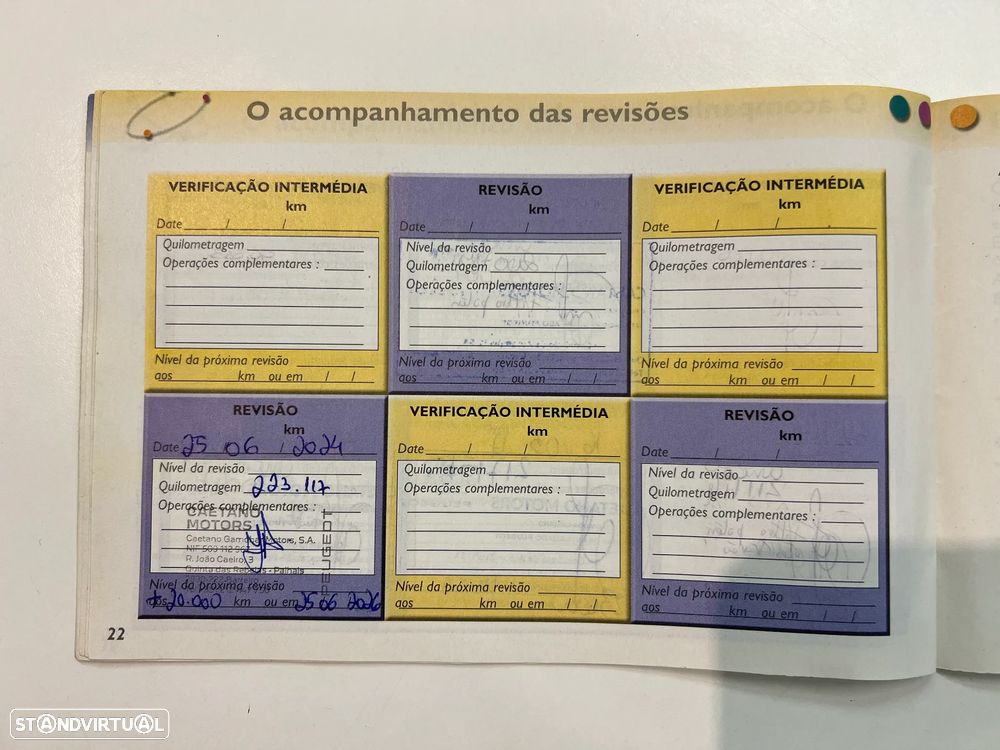 O acompanhamento das revisões
VERIFICAÇÃO INTERMÉDIA
km
Date / /
Quilometragem
Operações complementares :
Nível da próxima revisão
aos km ou em / /
REVISÃO
km
Date / /
Nível da revisão
Quilometragem
Operações complementares :
Nível da próxima revisão
aos km ou em / /
VERIFICAÇÃO INTERMÉDIA
km
Date / /
Quilometragem
Operações complementares :
Nível da próxima revisão
aos km ou em / /
REVISÃO
km
Date 25 06 / 2024
Nível da revisão
Quilometragem 223.117
Operações complementares :
CAETANO
MOTORS
Caetano Motors, S.A.
NIF 503 112
R. João Caeiro, 3
Quinta das - Palhais
PEUGEOT
Nível da próxima revisão
aos + 20.000 km ou em 25 06 2026
VERIFICAÇÃO INTERMÉDIA
km
Date / /
Quilometragem
Operações complementares :
Nível da próxima revisão
aos km ou em / /
REVISÃO
km
Date / /
Nível da revisão
Quilometragem
Operações complementares :
Nível da próxima revisão
aos km ou em / /
22
STANDVIRTUAL